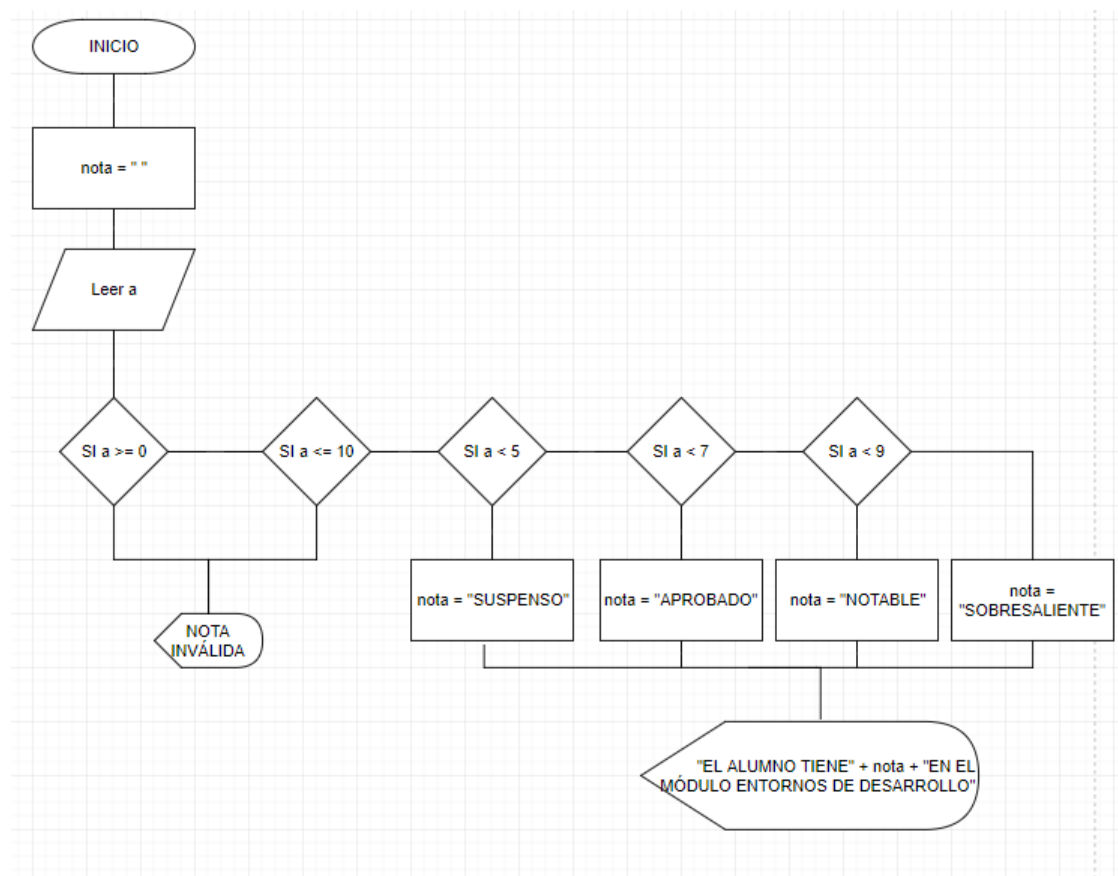 INICIO
nota = " "
Leer a
SI a >= 0
SI a <= 10
SI a < 5
SI a < 7
SI a < 9
nota = "SUSPENSO"
nota = "APROBADO"
nota = "NOTABLE"
nota =
"SOBRESALIENTE"
NOTA
INVÁLIDA
"EL ALUMNO TIENE" + nota + "EN EL
MÓDULO ENTORNOS DE DESARROLLO"